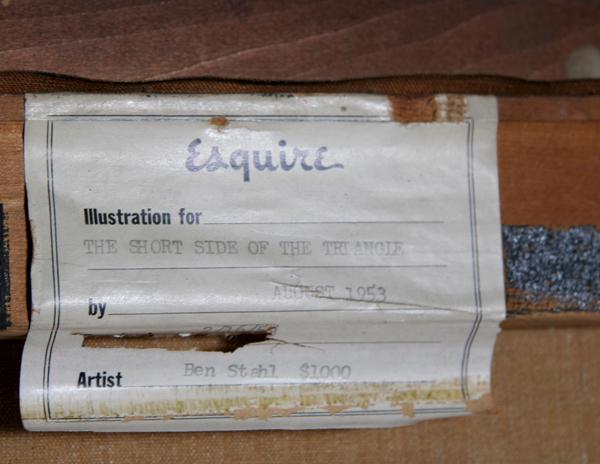 Esquire
Illustration for
THE SHORT SIDE OF THE TRIANGLE
AUGUST 1953
by
Artist Ben Stahl $1000